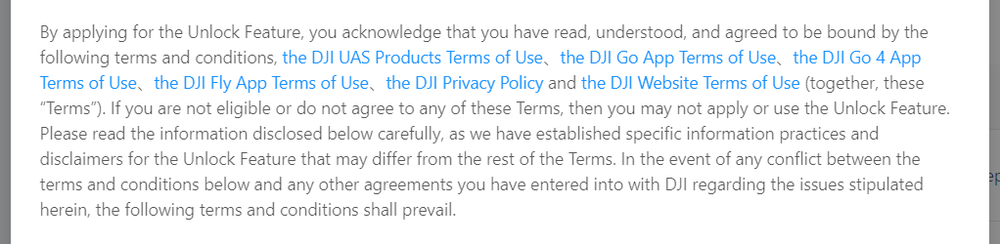 By applying for the Unlock Feature, you acknowledge that you have read, understood, and agreed to be bound by the
following terms and conditions, the DJI UAS Products Terms of Use、the DJI Go App Terms of Use、the DJI Go 4 App
Terms of Use、the DJI Fly App Terms of Use、the DJI Privacy Policy and the DJI Website Terms of Use (together, these
“Terms”). If you are not eligible or do not agree to any of these Terms, then you may not apply or use the Unlock Feature.
Please read the information disclosed below carefully, as we have established specific information practices and
disclaimers for the Unlock Feature that may differ from the rest of the Terms. In the event of any conflict between the
terms and conditions below and any other agreements you have entered into with DJI regarding the issues stipulated
herein, the following terms and conditions shall prevail.